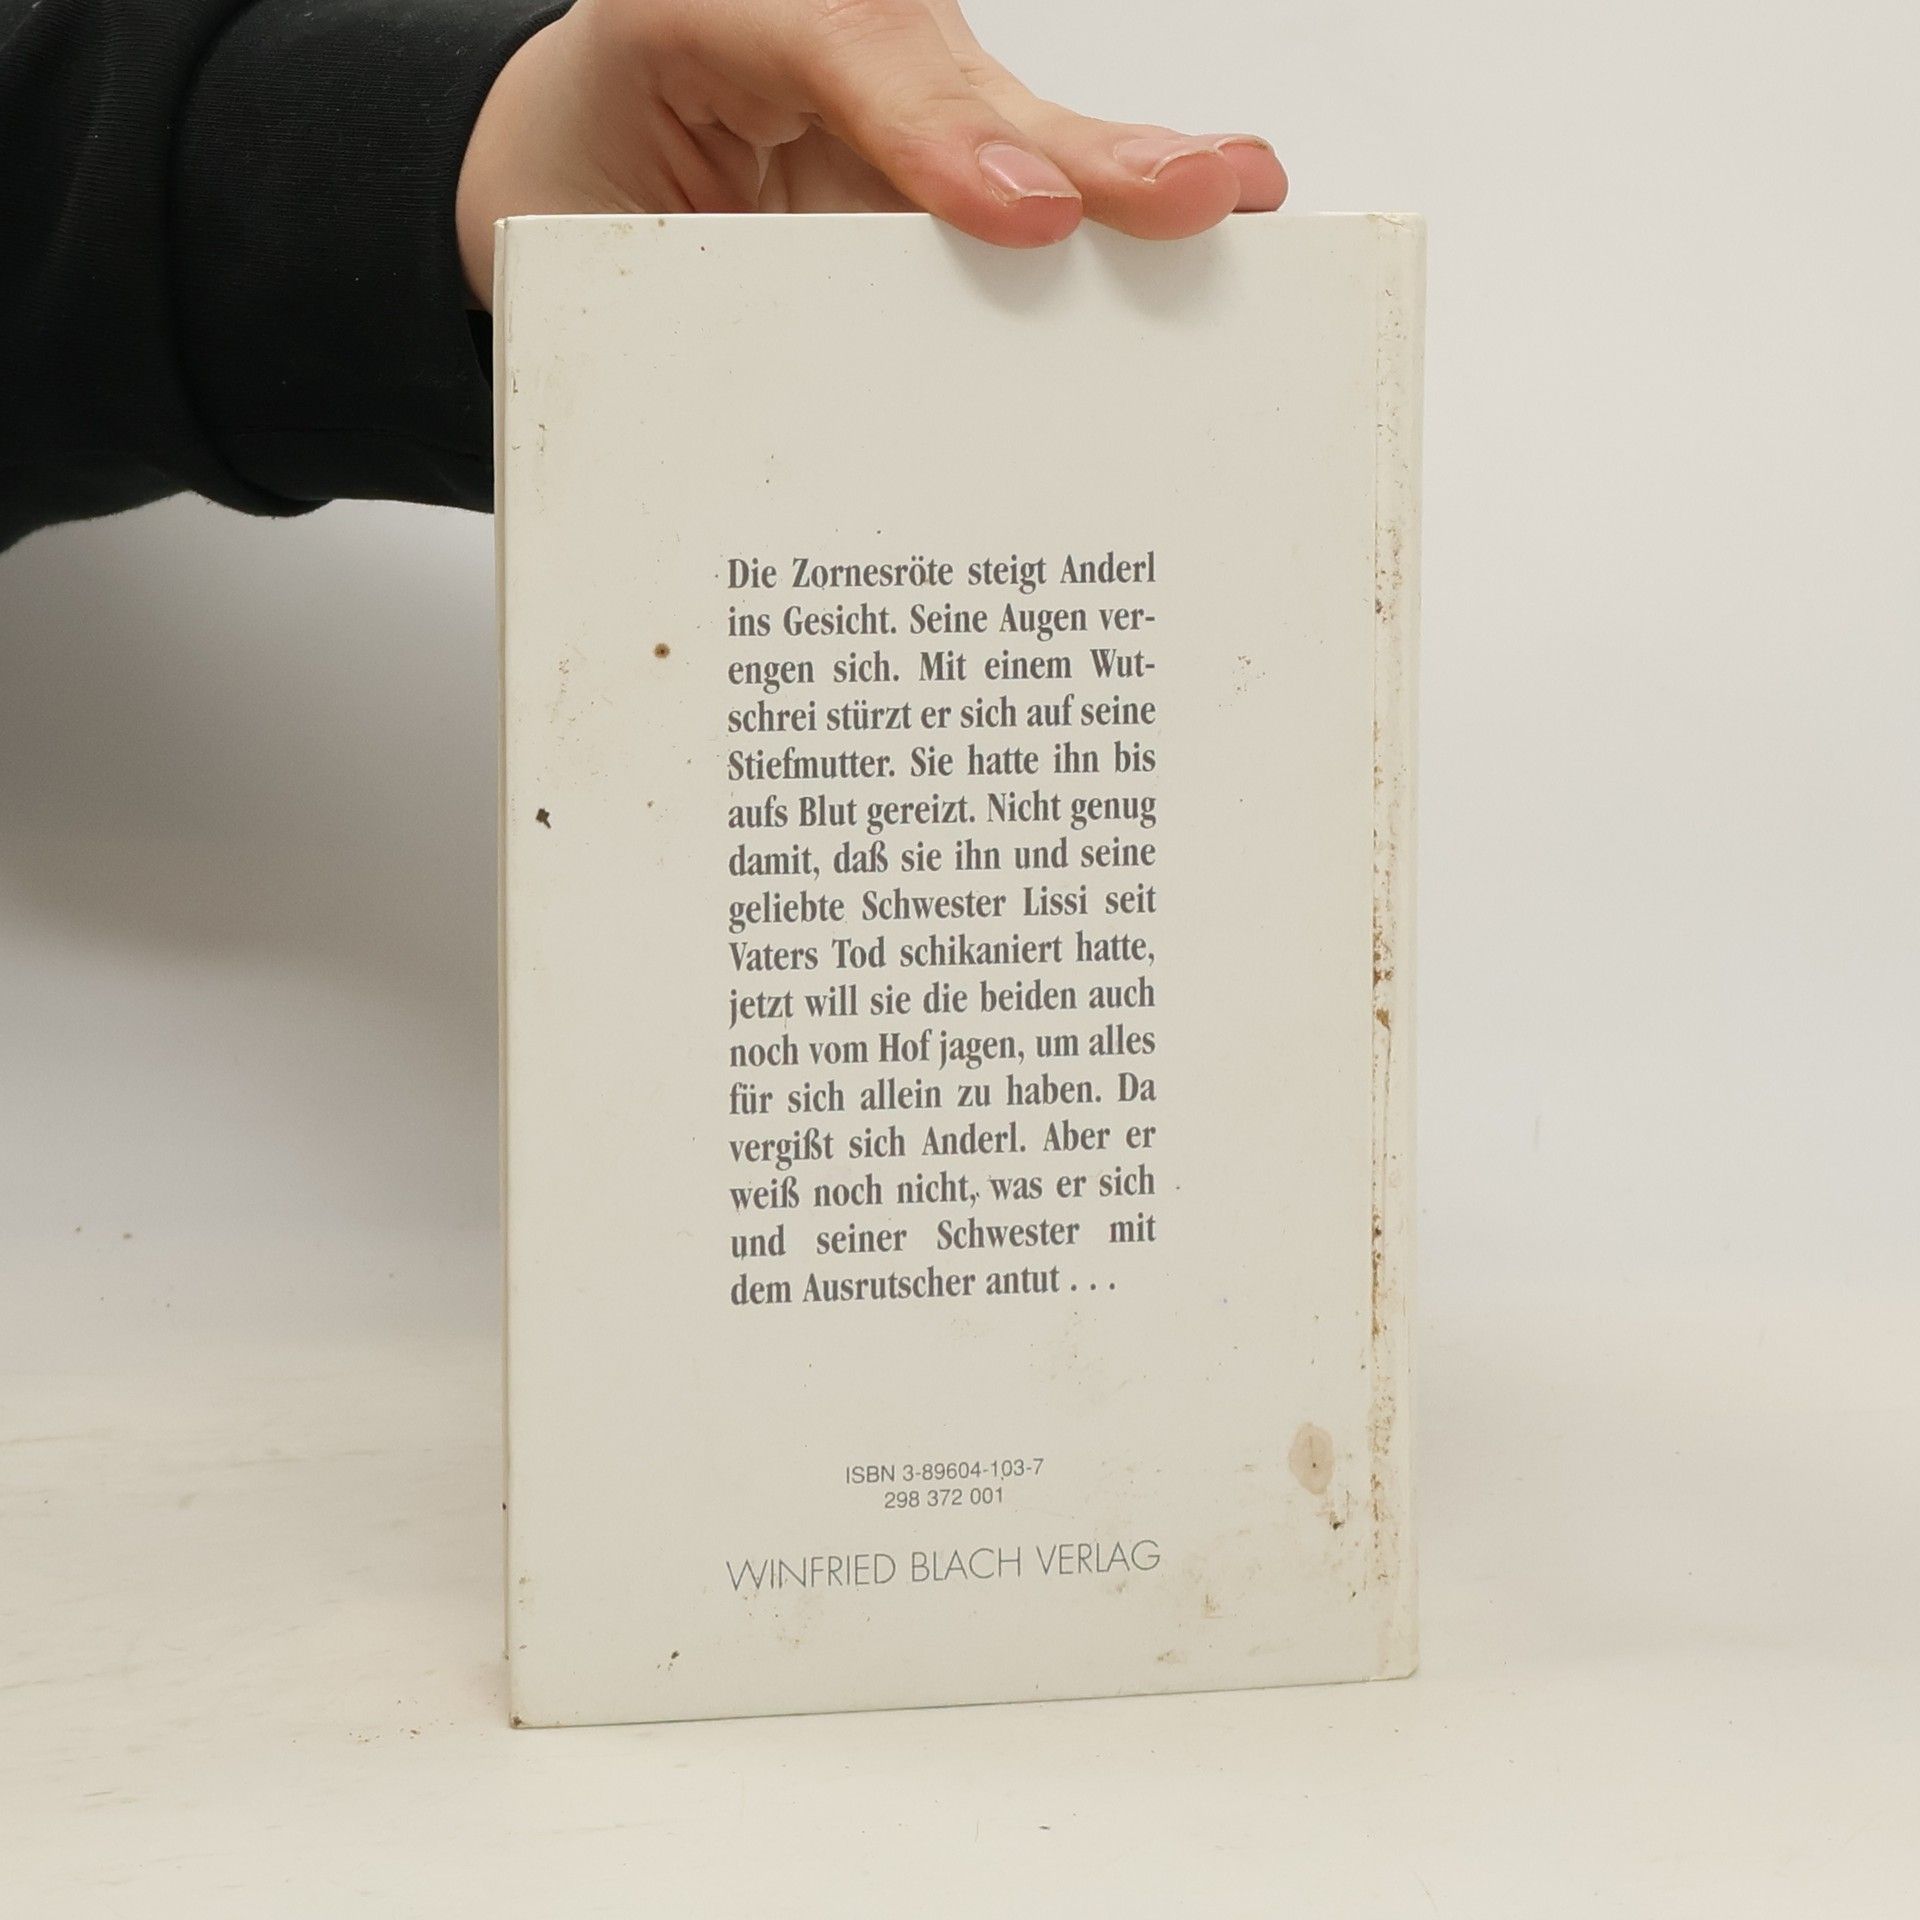 Die Zornesröte steigt Anderl
ins Gesicht. Seine Augen ver-
engen sich. Mit einem Wut-
schrei stürzt er sich auf seine
Stiefmutter. Sie hatte ihn bis
aufs Blut gereizt. Nicht genug
damit, daß sie ihn und seine
geliebte Schwester Lissi seit
Vaters Tod schikaniert hatte,
jetzt will sie die beiden auch
noch vom Hof jagen, um alles
für sich allein zu haben. Da
vergißt sich Anderl. Aber er
weiß noch nicht, was er sich
und seiner Schwester mit
dem Ausrutscher antut . . .
ISBN 3-89604-103-7
298 372 001
WINFRIED BLACH VERLAG